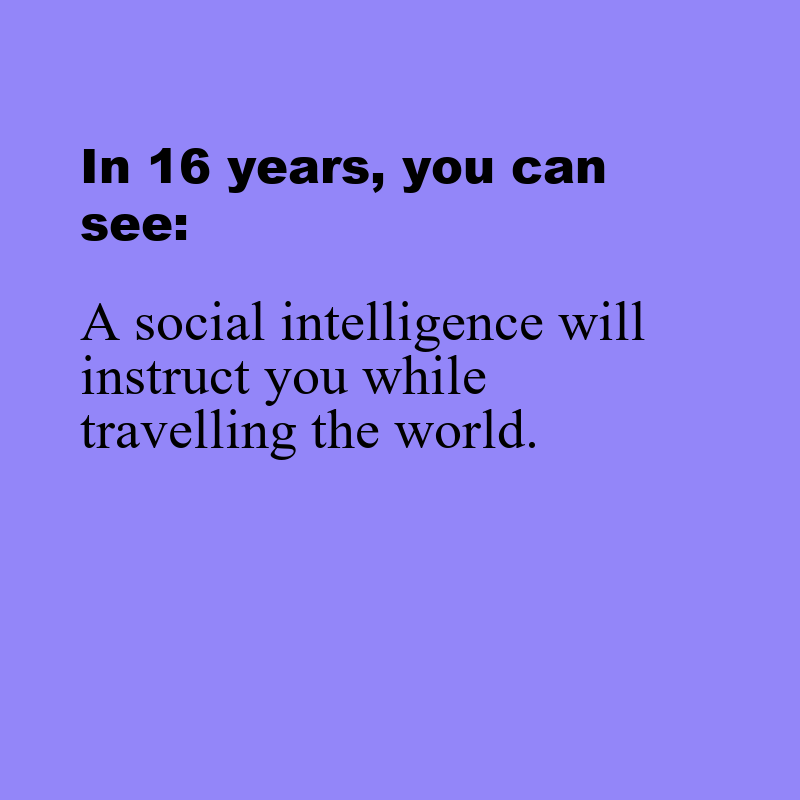 In 16 years, you can
see:
A social intelligence will
instruct you while
travelling the world.